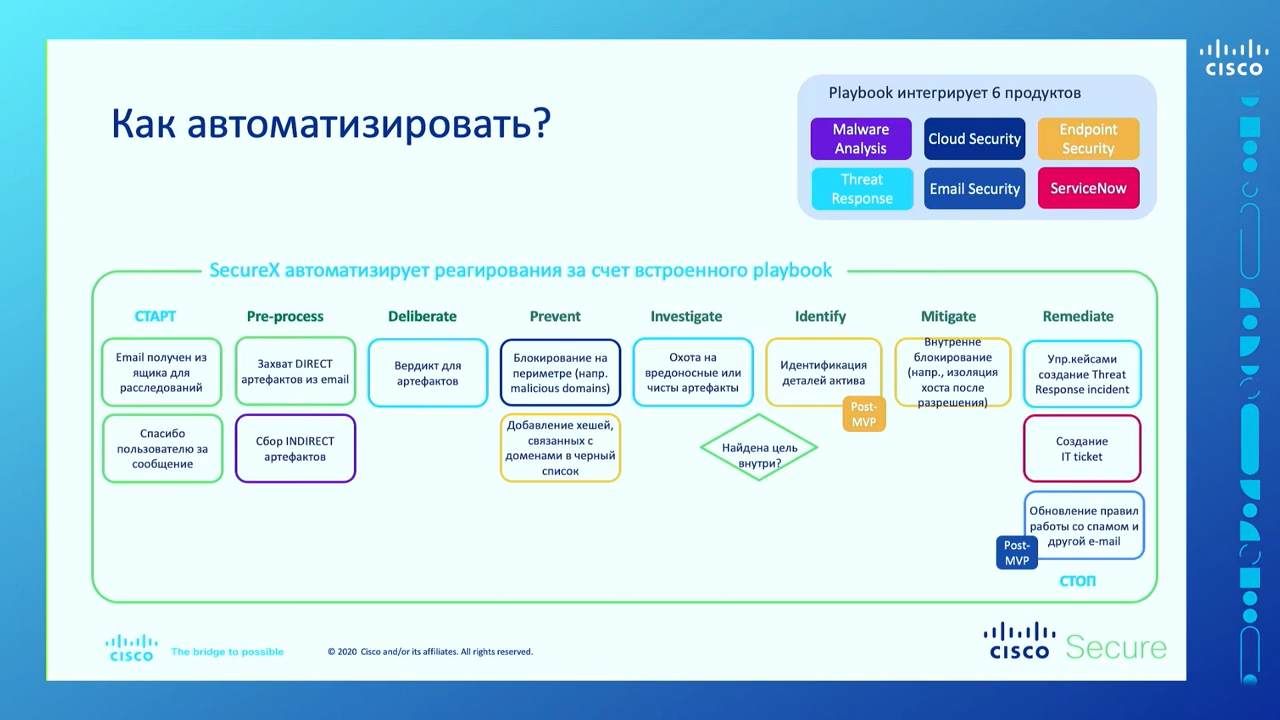 CISCO
Playbook интегрирует 6 продуктов
Как автоматизировать?
Malware
Analysis
Cloud Security
Endpoint
Security
Threat
Response
Email Security
ServiceNow
SecureX автоматизирует реагирования за счет встроенного playbook
СТАРТ
Pre-process
Deliberate
Prevent
Investigate
Identify
Mitigate
Remediate
Email получен из
ящика для
расследований
Захват DIRECT
артефактов из email
Вердикт для
артефактов
Блокирование на
периметре (напр.
malicious domains)
Охота на
вредоносные или
чисты артефакты
Идентификация
деталей актива
Post-
MVP
Внутренне
блокирование
(напр., изоляция
хоста после
разрешения)
Упр.кейсами
создание Threat
Response incident
Спасибо
пользователю за
сообщение
Сбор INDIRECT
артефактов
Добавление хешей,
связанных с
доменами в черный
список
Найдена цель
внутри?
Создание
IT ticket
Обновление правил
работы со спамом и
другой e-mail
Post-
MVP
СТОП
CISCO
The bridge to possible
© 2020 Cisco and/or its affiliates. All rights reserved.
CISCO
Secure